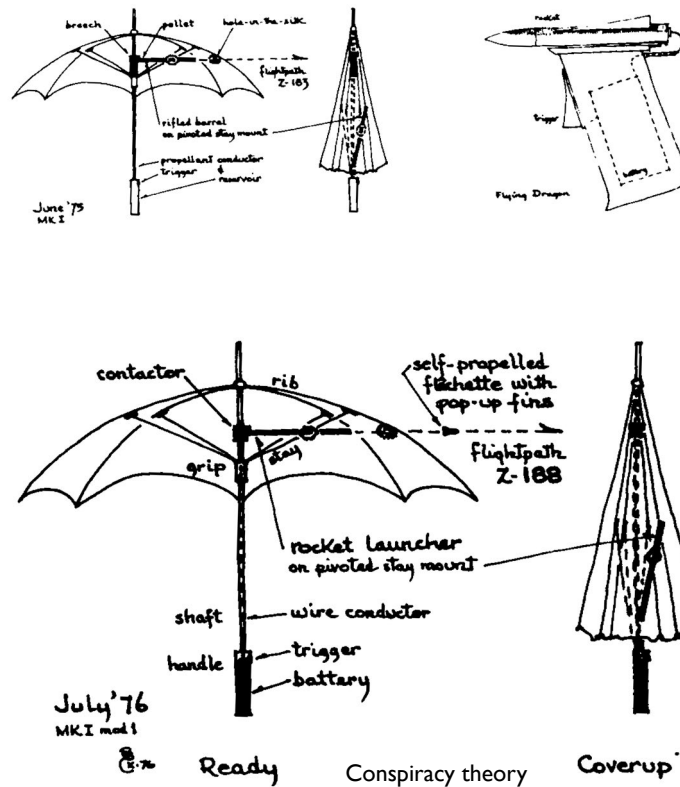 breech
pellet
hole-in-the-silk
flightpath
Z-183
rifled barrel
on pivoted stay mount
propellant conductor
trigger &
reservoir
June '75
MK I
rocket
trigger
battery
Flying Dragon
contactor
rib
self-propelled
flechette with
pop-up fins
stay
grip
flightpath
Z-188
rocket launcher
on pivoted stay mount
shaft
wire conductor
handle
trigger
battery
July '76
MK I mod 1
Ready
Conspiracy theory
Coverup